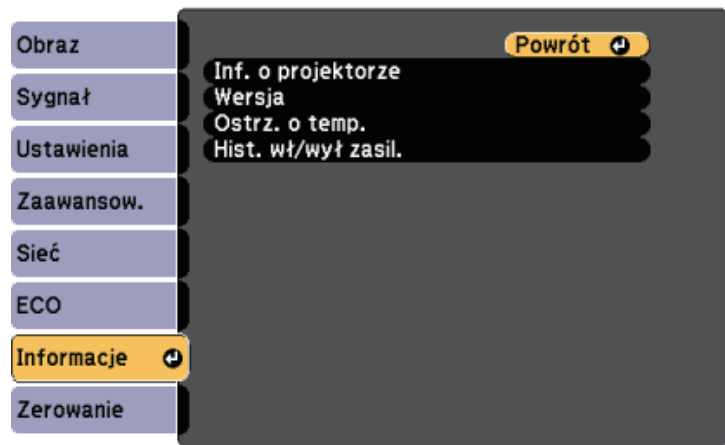 Obraz
Sygnał
Ustawienia
Zaawansow.
Sieć
ECO
Informacje
Zerowanie
Powrót
Inf. o projektorze
Wersja
Ostrz. o temp.
Hist. wł/wył zasil.